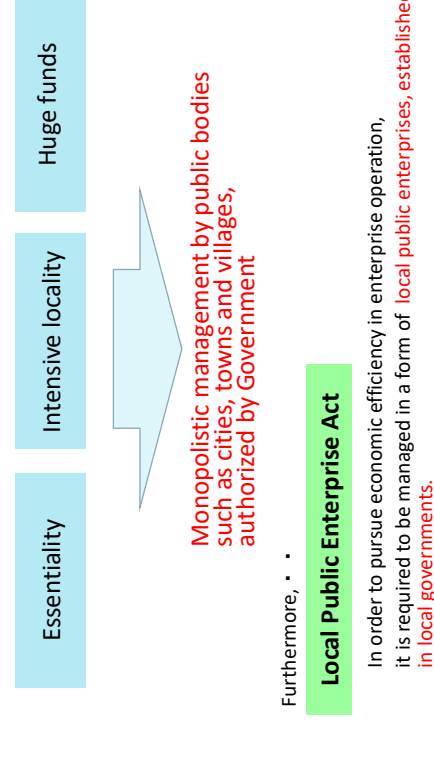 Essentiality
Intensive locality
Huge funds
Monopolistic management by public bodies
such as cities, towns and villages,
authorized by Government
Furthermore, ・ ・
Local Public Enterprise Act
In order to pursue economic efficiency in enterprise operation,
it is required to be managed in a form of local public enterprises, established
in local governments.